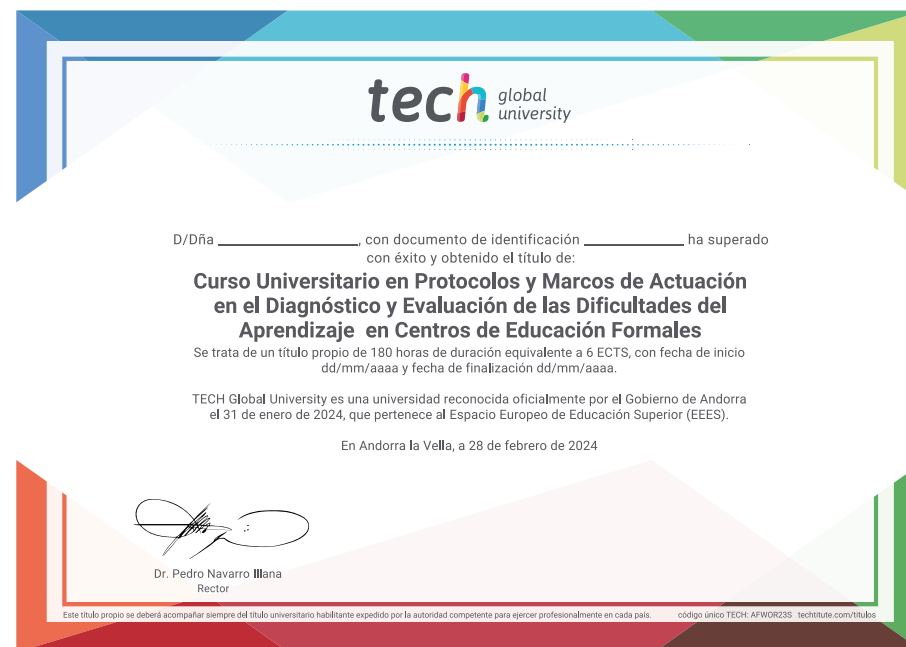 tech global university
D/Dña ____________, con documento de identificación ____________ ha superado
con éxito y obtenido el título de:
Curso Universitario en Protocolos y Marcos de Actuación
en el Diagnóstico y Evaluación de las Dificultades del
Aprendizaje en Centros de Educación Formales
Se trata de un título propio de 180 horas de duración equivalente a 6 ECTS, con fecha de inicio
dd/mm/aaaa y fecha de finalización dd/mm/aaaa.
TECH Global University es una universidad reconocida oficialmente por el Gobierno de Andorra
el 31 de enero de 2024, que pertenece al Espacio Europeo de Educación Superior (EEES).
En Andorra la Vella, a 28 de febrero de 2024
Dr. Pedro Navarro Illana
Rector
Este título propio se deberá acompañar siempre del título universitario habilitante expedido por la autoridad competente para ejercer profesionalmente en cada país. código único TECH: AFWOR23S techtitute.com/titulos